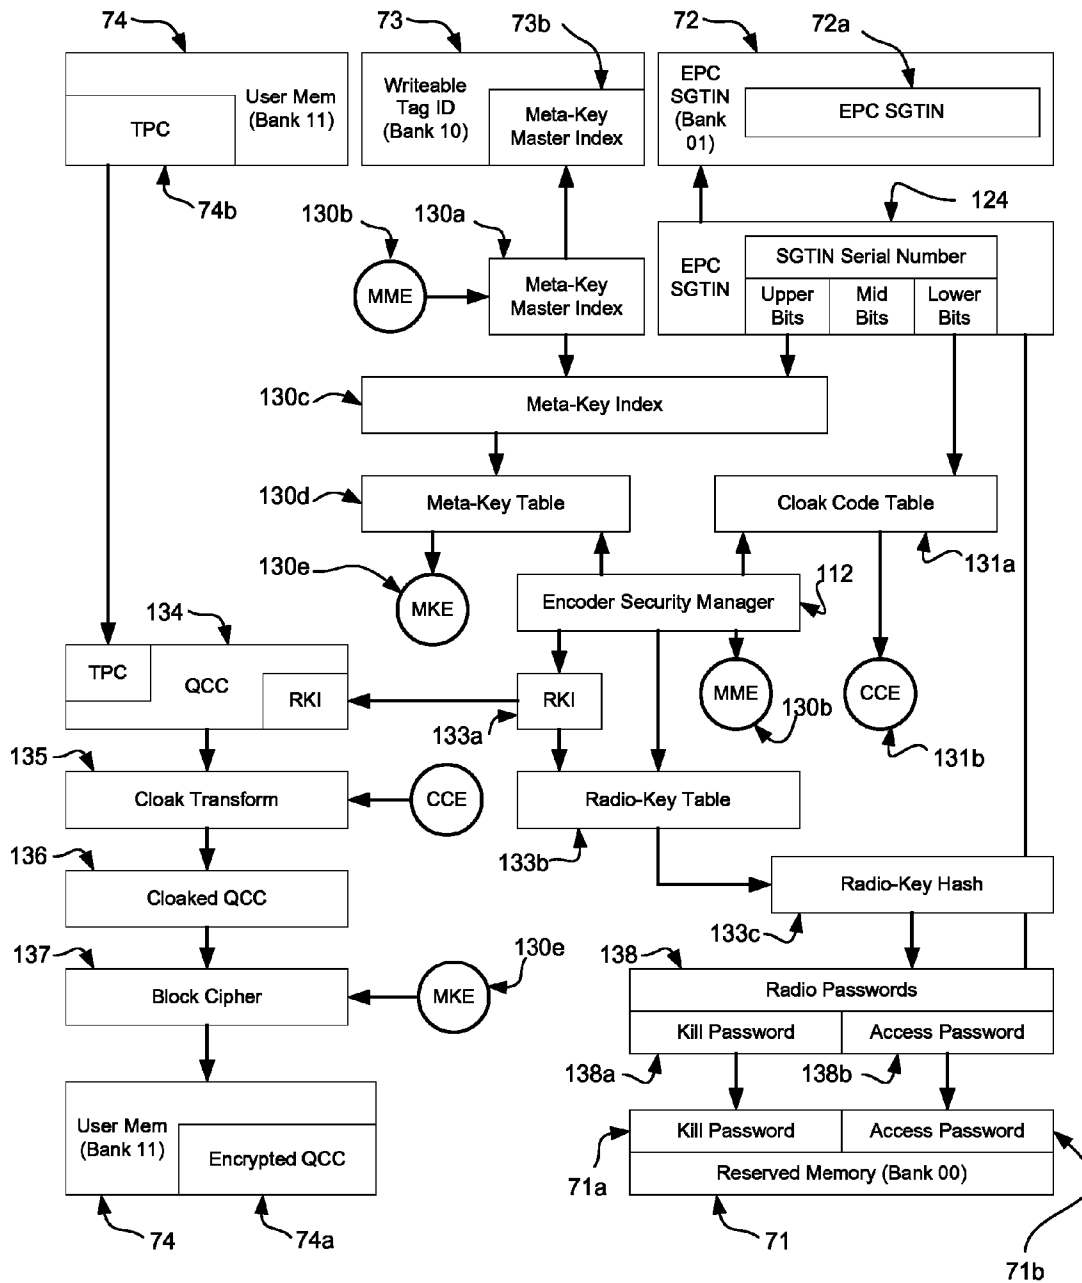 74
73
73b
72
72a
User Mem
(Bank 11)
TPC
74b
Writeable
Tag ID
(Bank 10)
Meta-Key
Master Index
EPC
SGTIN
(Bank
01)
EPC SGTIN
130b
130a
124
MME
Meta-Key
Master Index
EPC
SGTIN
SGTIN Serial Number
Upper
Bits
Mid
Bits
Lower
Bits
130c
Meta-Key Index
130d
Meta-Key Table
Cloak Code Table
131a
130e
MKE
Encoder Security Manager
112
134
TPC
QCC
RKI
RKI
133a
MME
130b
CCE
131b
135
Cloak Transform
CCE
Radio-Key Table
133b
136
Cloaked QCC
Radio-Key Hash
133c
137
Block Cipher
MKE
130e
138
Radio Passwords
Kill Password
Access Password
138a
138b
User Mem
(Bank 11)
Encrypted QCC
74
74a
Kill Password
Access Password
Reserved Memory (Bank 00)
71a
71
71b